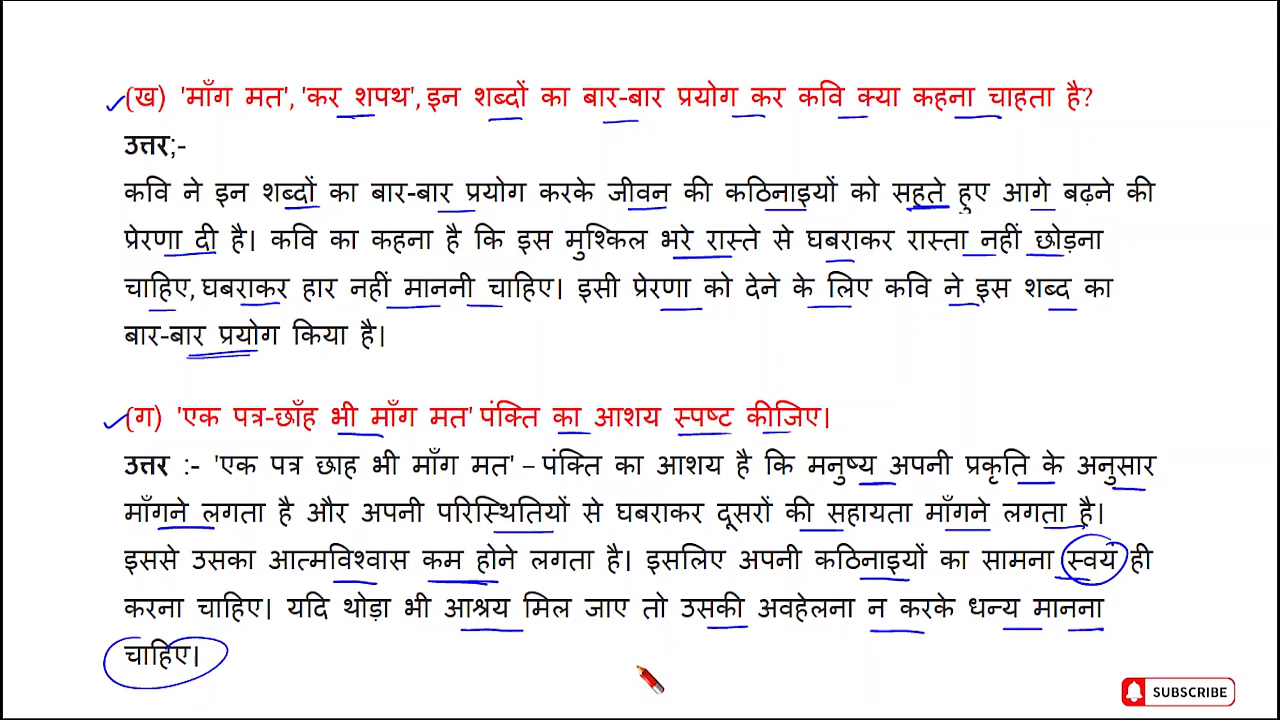 (ख) 'माँग मत', 'कर शपथ', इन शब्दों का बार-बार प्रयोग कर कवि क्या कहना चाहता है?
उत्तर;-
कवि ने इन शब्दों का बार-बार प्रयोग करके जीवन की कठिनाइयों को सहते हुए आगे बढ़ने की
प्रेरणा दी है। कवि का कहना है कि इस मुश्किल भरे रास्ते से घबराकर रास्ता नहीं छोड़ना
चाहिए, घबराकर हार नहीं माननी चाहिए। इसी प्रेरणा को देने के लिए कवि ने इस शब्द का
बार-बार प्रयोग किया है।
(ग) 'एक पत्र-छाँह भी माँग मत' पंक्ति का आशय स्पष्ट कीजिए।
उत्तर :- 'एक पत्र छाह भी माँग मत' – पंक्ति का आशय है कि मनुष्य अपनी प्रकृति के अनुसार
माँगने लगता है और अपनी परिस्थितियों से घबराकर दूसरों की सहायता माँगने लगता है।
इससे उसका आत्मविश्वास कम होने लगता है। इसलिए अपनी कठिनाइयों का सामना स्वयं ही
करना चाहिए। यदि थोड़ा भी आश्रय मिल जाए तो उसकी अवहेलना न करके धन्य मानना
चाहिए।
SUBSCRIBE